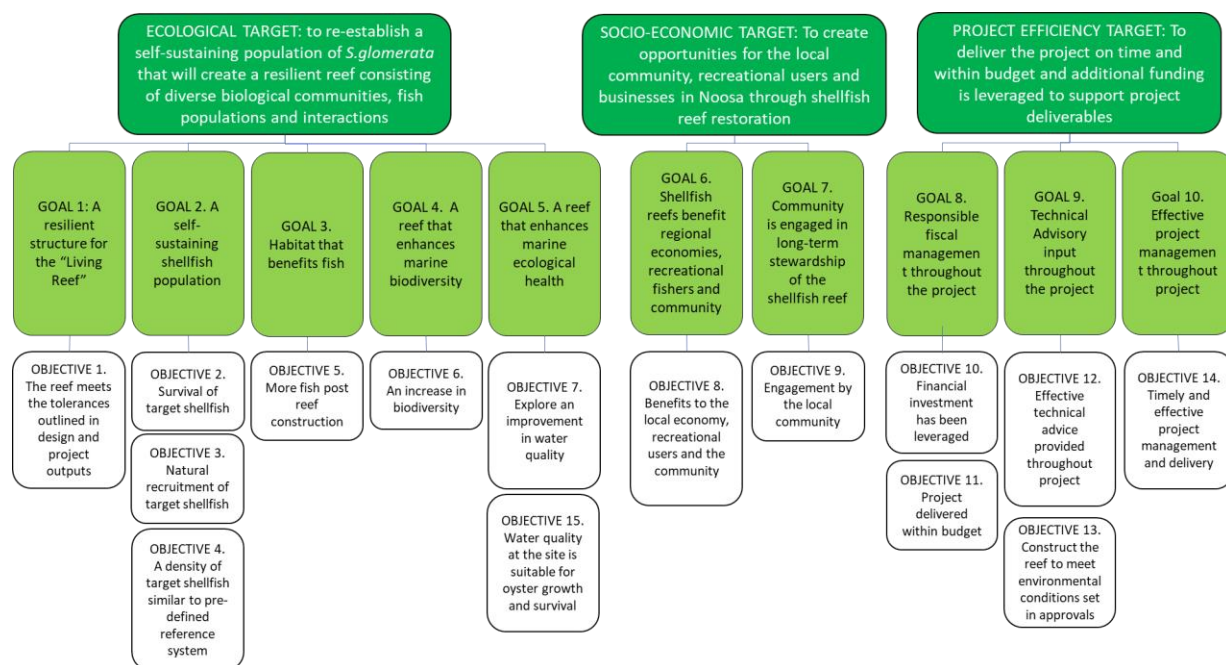 ECOLOGICAL TARGET: to re-establish a
self-sustaining population of S.glomerata
that will create a resilient reef consisting
of diverse biological communities, fish
populations and interactions
SOCIO-ECONOMIC TARGET: To create
opportunities for the local
community, recreational users and
businesses in Noosa through shellfish
reef restoration
PROJECT EFFICIENCY TARGET: To
deliver the project on time and
within budget and additional funding
is leveraged to support project
deliverables
GOAL 1: A
resilient
structure for
the “Living
Reef”
GOAL 2. A
self-
sustaining
shellfish
population
GOAL 3.
Habitat that
benefits fish
GOAL 4. A
reef that
enhances
marine
biodiversity
GOAL 5. A reef
that enhances
marine
ecological
health
GOAL 6.
Shellfish
reefs benefit
regional
economies,
recreational
fishers and
community
GOAL 7.
Community
is engaged in
long-term
stewardship
of the
shellfish reef
GOAL 8.
Responsible
fiscal
managemen
t throughout
the project
GOAL 9.
Technical
Advisory
input
throughout
the project
Goal 10.
Effective
project
managemen
t throughout
project
OBJECTIVE 1.
The reef meets
the tolerances
outlined in
design and
project
outputs
OBJECTIVE 2.
Survival of
target shellfish
OBJECTIVE 3.
Natural
recruitment of
target shellfish
OBJECTIVE 4.
A density of
target shellfish
similar to pre-
defined
reference
system
OBJECTIVE 5.
More fish post
reef
construction
OBJECTIVE 6.
An increase in
biodiversity
OBJECTIVE 7.
Explore an
improvement
in water
quality
OBJECTIVE 15.
Water quality
at the site is
suitable for
oyster growth
and survival
OBJECTIVE 8.
Benefits to the
local economy,
recreational
users and the
community
OBJECTIVE 9.
Engagement by
the local
community
OBJECTIVE 10.
Financial
investment
has been
leveraged
OBJECTIVE 11.
Project
delivered
within budget
OBJECTIVE 12.
Effective
technical
advice
provided
throughout
project
OBJECTIVE 13.
Construct the
reef to meet
environmental
conditions set
in approvals
OBJECTIVE 14.
Timely and
effective
project
management
and delivery